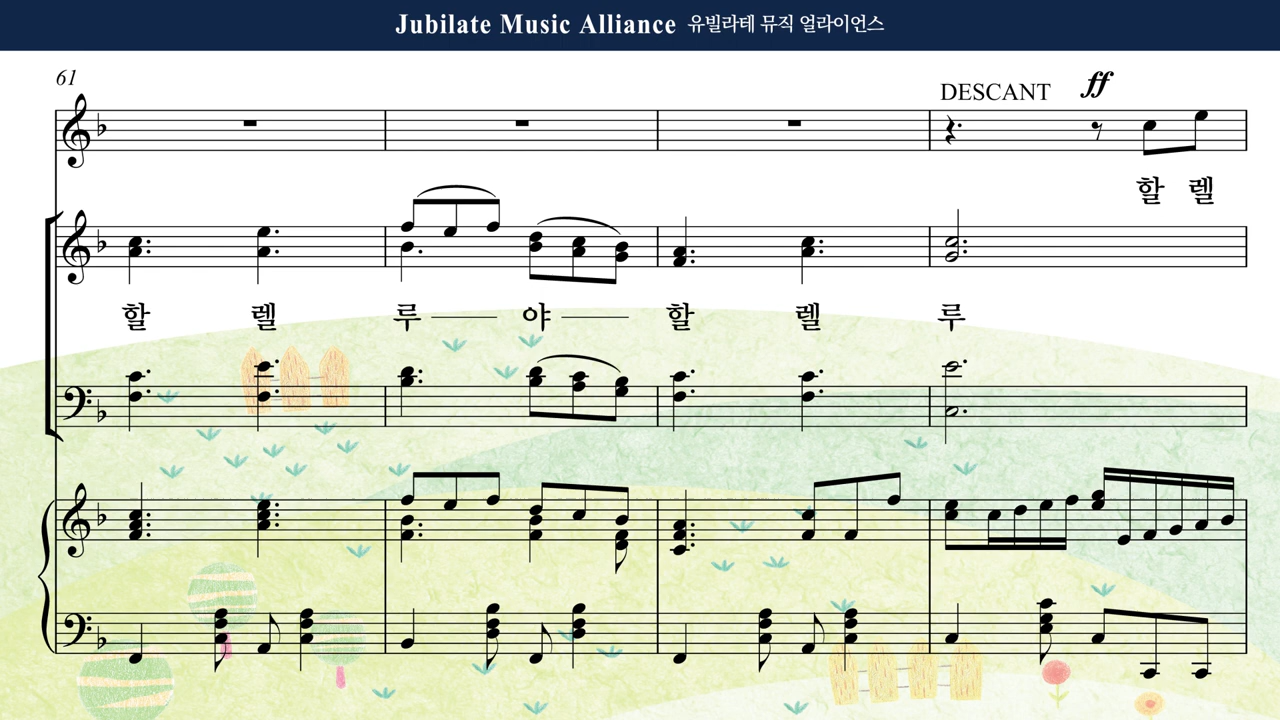 Jubilate Music Alliance 유빌라테 뮤직 얼라이언스
61
DESCANT ff
할 렐
할 렐 루 야 할 렐 루